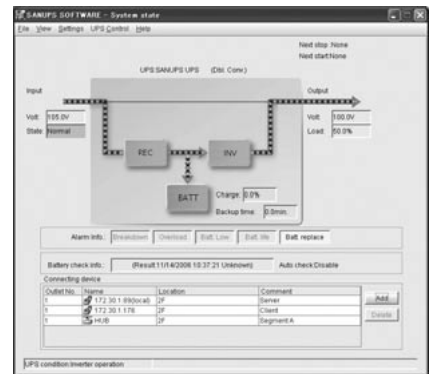 SANUPS SOFTWARE - System state
File View Settings UPS Control Help
Next stop :None
Next start:None
UPS:SANUPS UPS (Dbl. Conv.)
Input
Output
Volt: 105.0V
Volt: 100.0V
State: Normal
Load: 50.0%
REC
INV
BATT
Charge: 0.0%
Backup time: 0.0min.
Alarm Info.: Breakdown Overload Batt. Low Batt. life Batt replace
Battery check info.: (Result:11/14/2006 10:37:21 Unknown) Auto check:Disable
Connecting device
Outlet No. Name Location Comment
1 172.30.1.69(local) 2F Server
1 172.30.1.176 2F Client
1 HUB 2F Segment A
Add
Delete
UPS condition:Inverter operation